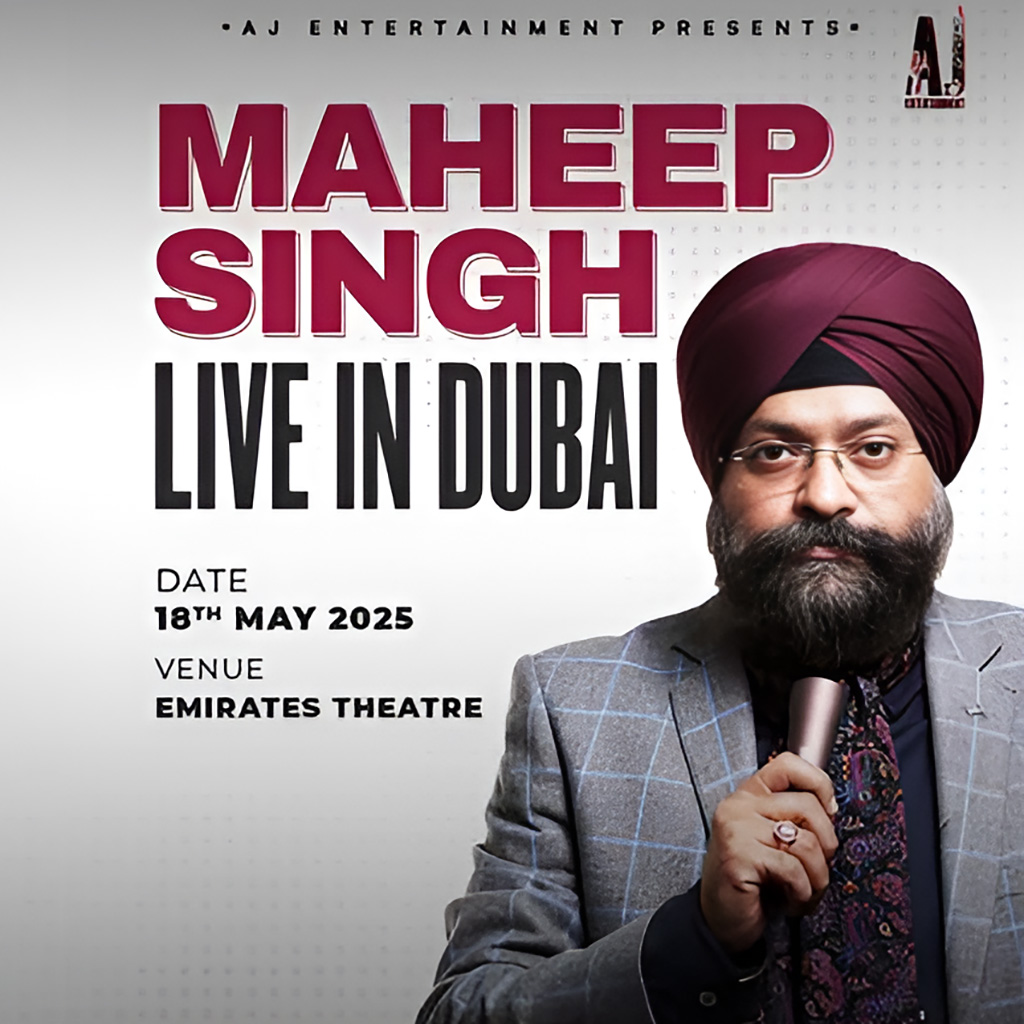 •AJ ENTERTAINMENT PRESENTS•
AJ
MAHEEP
SINGH
LIVE IN DUBAI
DATE
18TH MAY 2025
VENUE
EMIRATES THEATRE